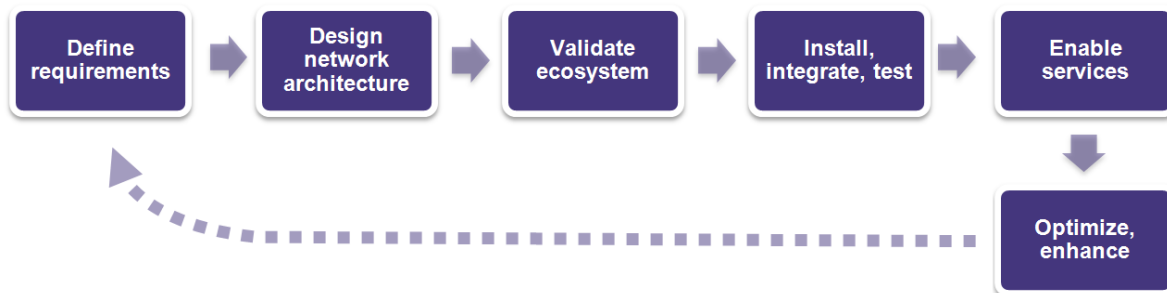 Define
requirements
Design
network
architecture
Validate
ecosystem
Install,
integrate, test
Enable
services
Optimize,
enhance